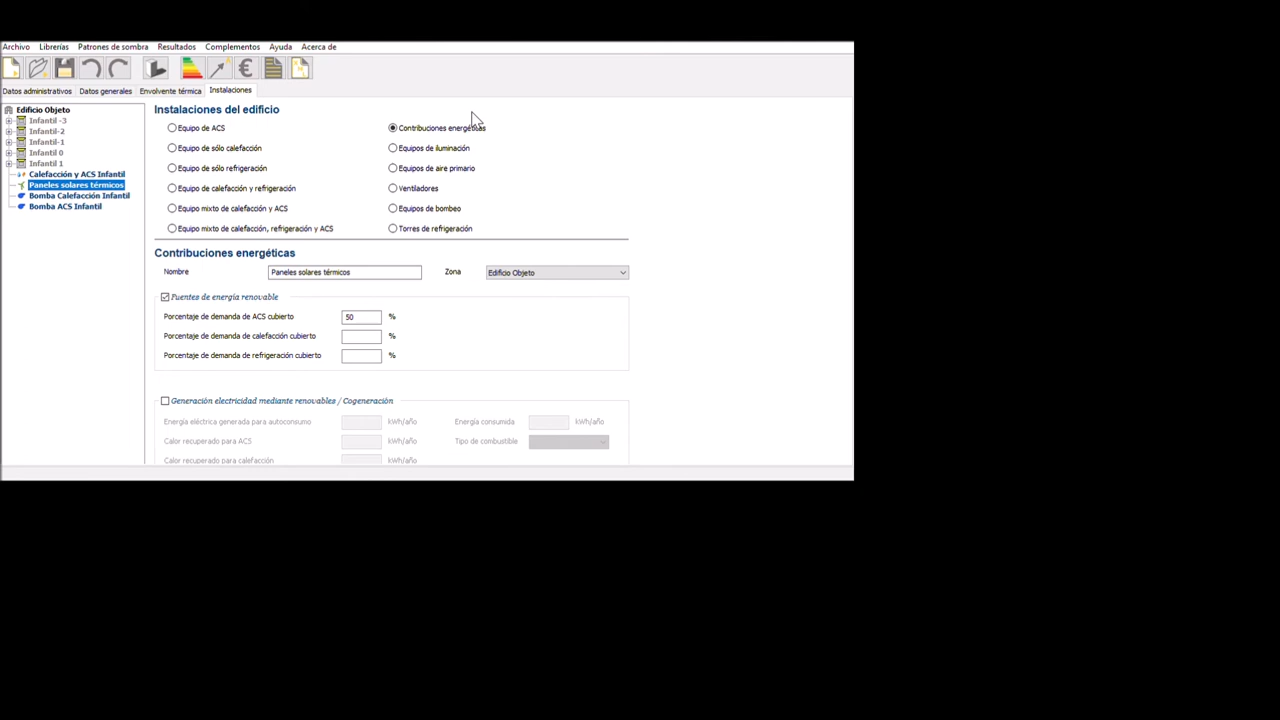 Archivo Librerías Patrones de sombra Resultados Complementos Ayuda Acerca de
Datos administrativos Datos generales Envolvente térmica Instalaciones
Edificio Objeto
Infantil -3
Infantil-2
Infantil-1
Infantil 0
Infantil 1
Calefacción y ACS Infantil
Paneles solares térmicos
Bomba Calefacción Infantil
Bomba ACS Infantil
Instalaciones del edificio
Equipo de ACS Contribuciones energéticas
Equipo de sólo calefacción Equipos de iluminación
Equipo de sólo refrigeración Equipos de aire primario
Equipo de calefacción y refrigeración Ventiladores
Equipo mixto de calefacción y ACS Equipos de bombeo
Equipo mixto de calefacción, refrigeración y ACS Torres de refrigeración
Contribuciones energéticas
Nombre Paneles solares térmicos Zona Edificio Objeto
Fuentes de energía renovable
Porcentaje de demanda de ACS cubierto 50 %
Porcentaje de demanda de calefacción cubierto %
Porcentaje de demanda de refrigeración cubierto %
Generación electricidad mediante renovables / Cogeneración
Energía eléctrica generada para autoconsumo kWh/año Energía consumida kWh/año
Calor recuperado para ACS kWh/año Tipo de combustible
Calor recuperado para calefacción kWh/año